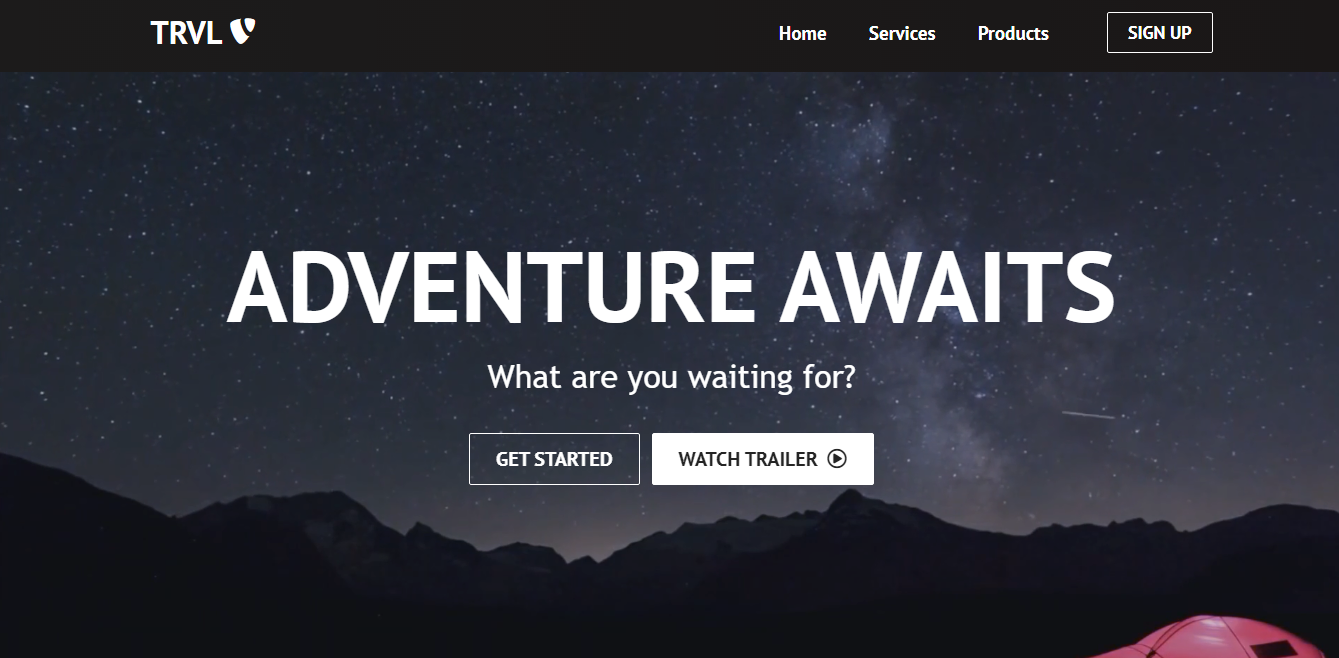 TRVL
Home Services Products SIGN UP
ADVENTURE AWAITS
What are you waiting for?
GET STARTED WATCH TRAILER